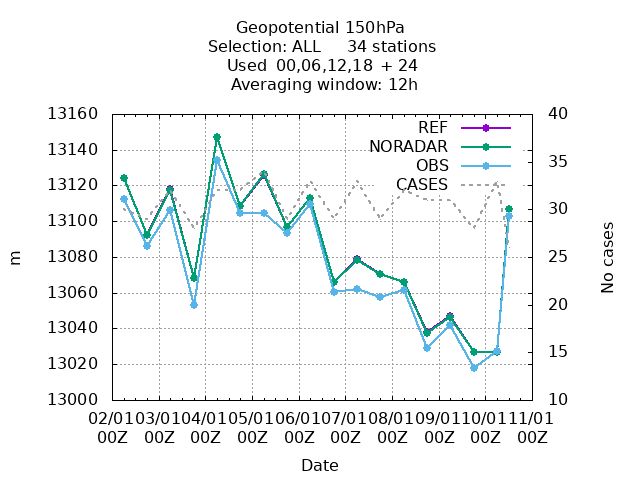 Geopotential 150hPa
Selection: ALL 34 stations
Used 00,06,12,18 + 24
Averaging window: 12h
REF
NORADAR
OBS
CASES
13160
13140
13120
13100
13080
13060
13040
13020
13000
40
35
30
25
20
15
10
m
No cases
02/01 03/01 04/01 05/01 06/01 07/01 08/01 09/01 10/01 11/01
00Z 00Z 00Z 00Z 00Z 00Z 00Z 00Z 00Z 00Z
Date